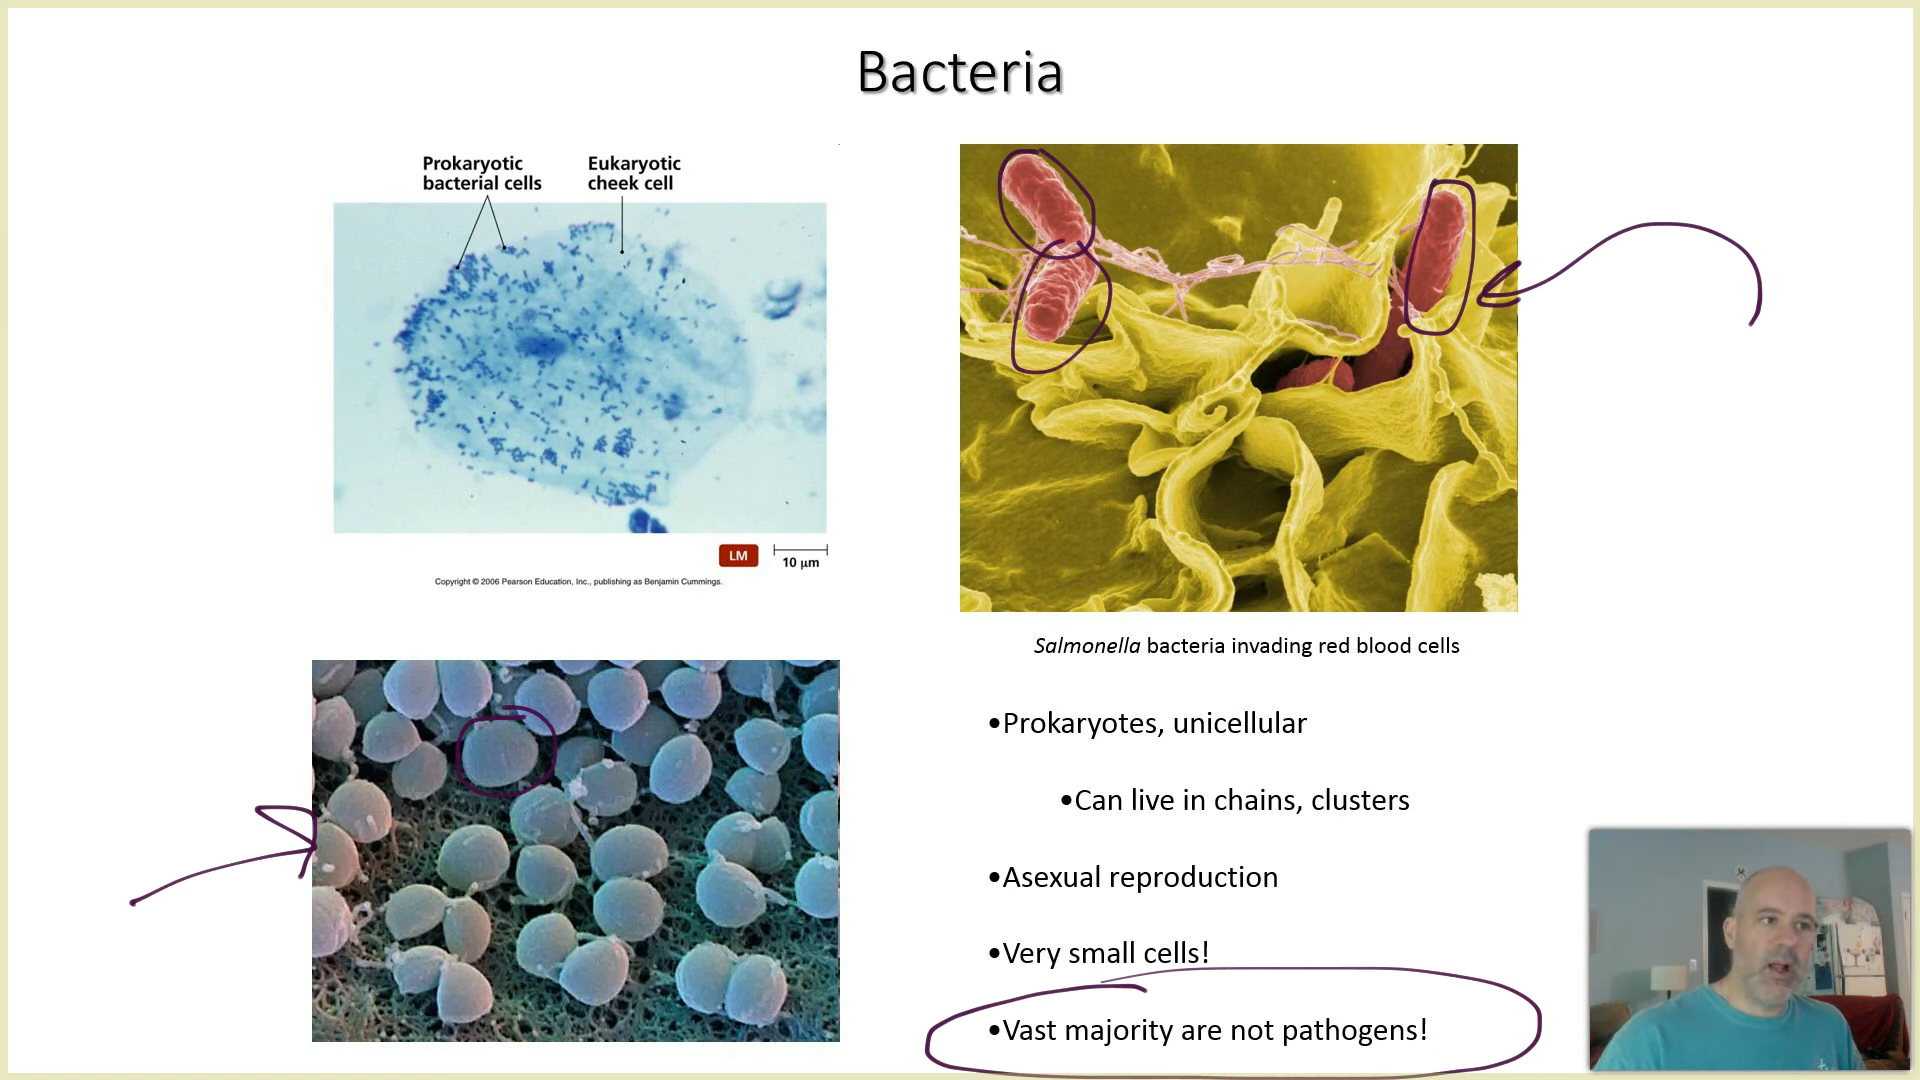 Bacteria
Prokaryotic
bacterial cells
Eukaryotic
cheek cell
LM
10 µm
Copyright © 2006 Pearson Education, Inc., publishing as Benjamin Cummings.
Salmonella bacteria invading red blood cells
•Prokaryotes, unicellular
•Can live in chains, clusters
•Asexual reproduction
•Very small cells!
•Vast majority are not pathogens!